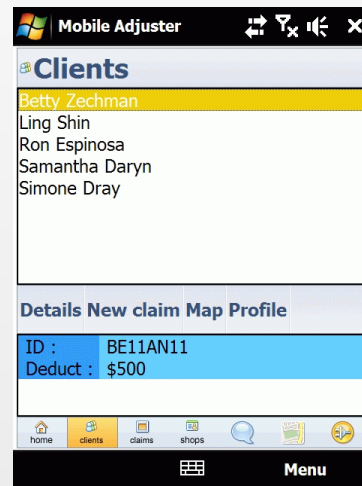 Mobile Adjuster
Clients
Betty Zechman
Ling Shin
Ron Espinosa
Samantha Daryn
Simone Dray
Details New claim Map Profile
ID : BE11AN11
Deduct : $500
home clients claims shops
Menu